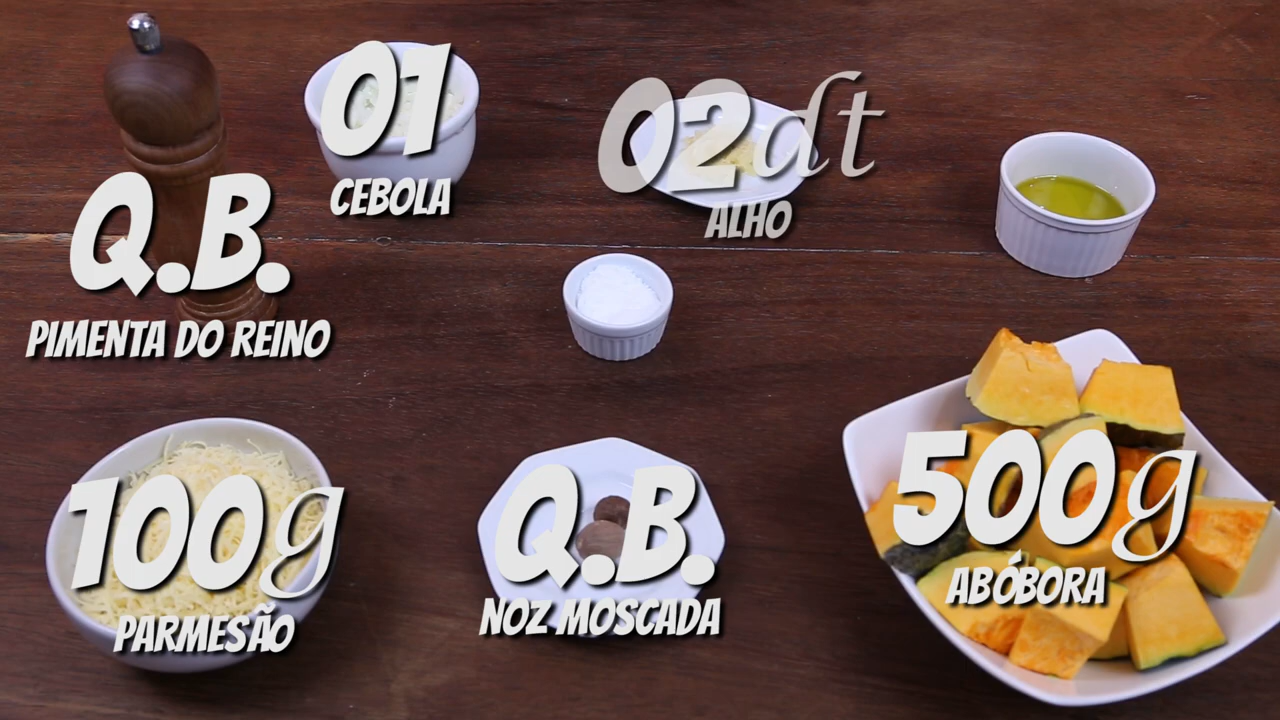 01
CEBOLA
02dt
ALHO
Q.B.
PIMENTA DO REINO
100g
PARMESÃO
Q.B.
NOZ MOSCADA
500g
ABÓBORA